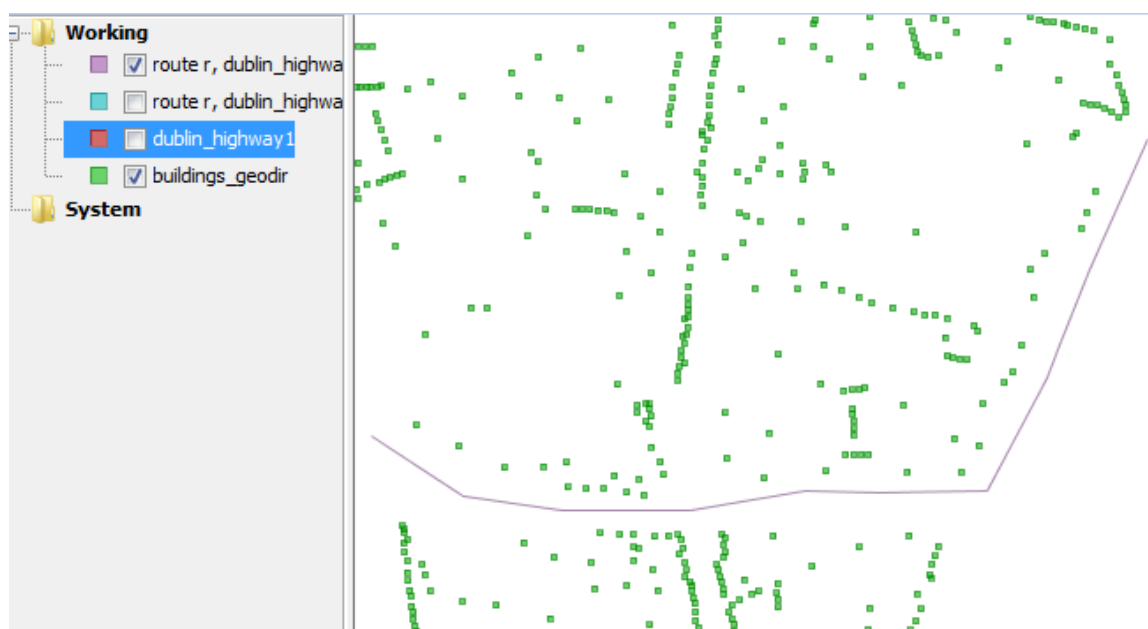 Working
route r, dublin_highwa
route r, dublin_highwa
dublin_highway1
buildings_geodir
System